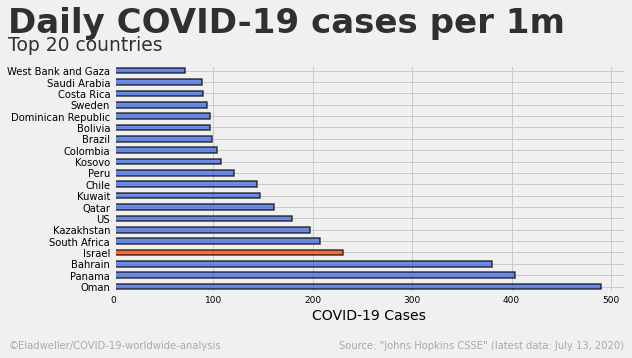 Daily COVID-19 cases per 1m
Top 20 countries
West Bank and Gaza
Saudi Arabia
Costa Rica
Sweden
Dominican Republic
Bolivia
Brazil
Colombia
Kosovo
Peru
Chile
Kuwait
Qatar
US
Kazakhstan
South Africa
Israel
Bahrain
Panama
Oman
0 100 200 300 400 500
COVID-19 Cases
©Eladweller/COVID-19-worldwide-analysis
Source: "Johns Hopkins CSSE" (latest data: July 13, 2020)